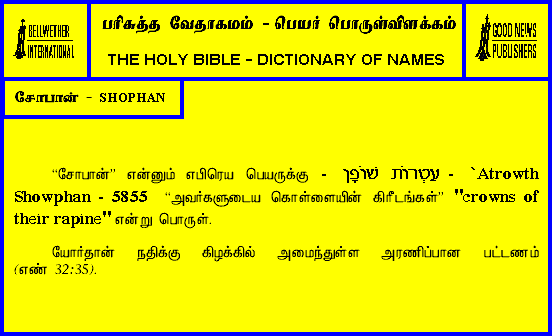 BELLWETHER
INTERNATIONAL
பரிசுத்த வேதாகமம் - பெயர் பொருள்விளக்கம்
THE HOLY BIBLE - DICTIONARY OF NAMES
GOOD NEWS
PUBLISHERS
சோபான் - SHOPHAN
“சோபான்” என்னும் எபிரெய பெயருக்கு - עַטְרוֹת שׁוֹפָן - `Atrowth
Showphan - 5855 “அவர்களுடைய கொள்ளையின் கிரீடங்கள்” "crowns of
their rapine" என்று பொருள்.
யோர்தான் நதிக்கு கிழக்கில் அமைந்துள்ள அரணிப்பான பட்டணம்
(எண் 32:35).